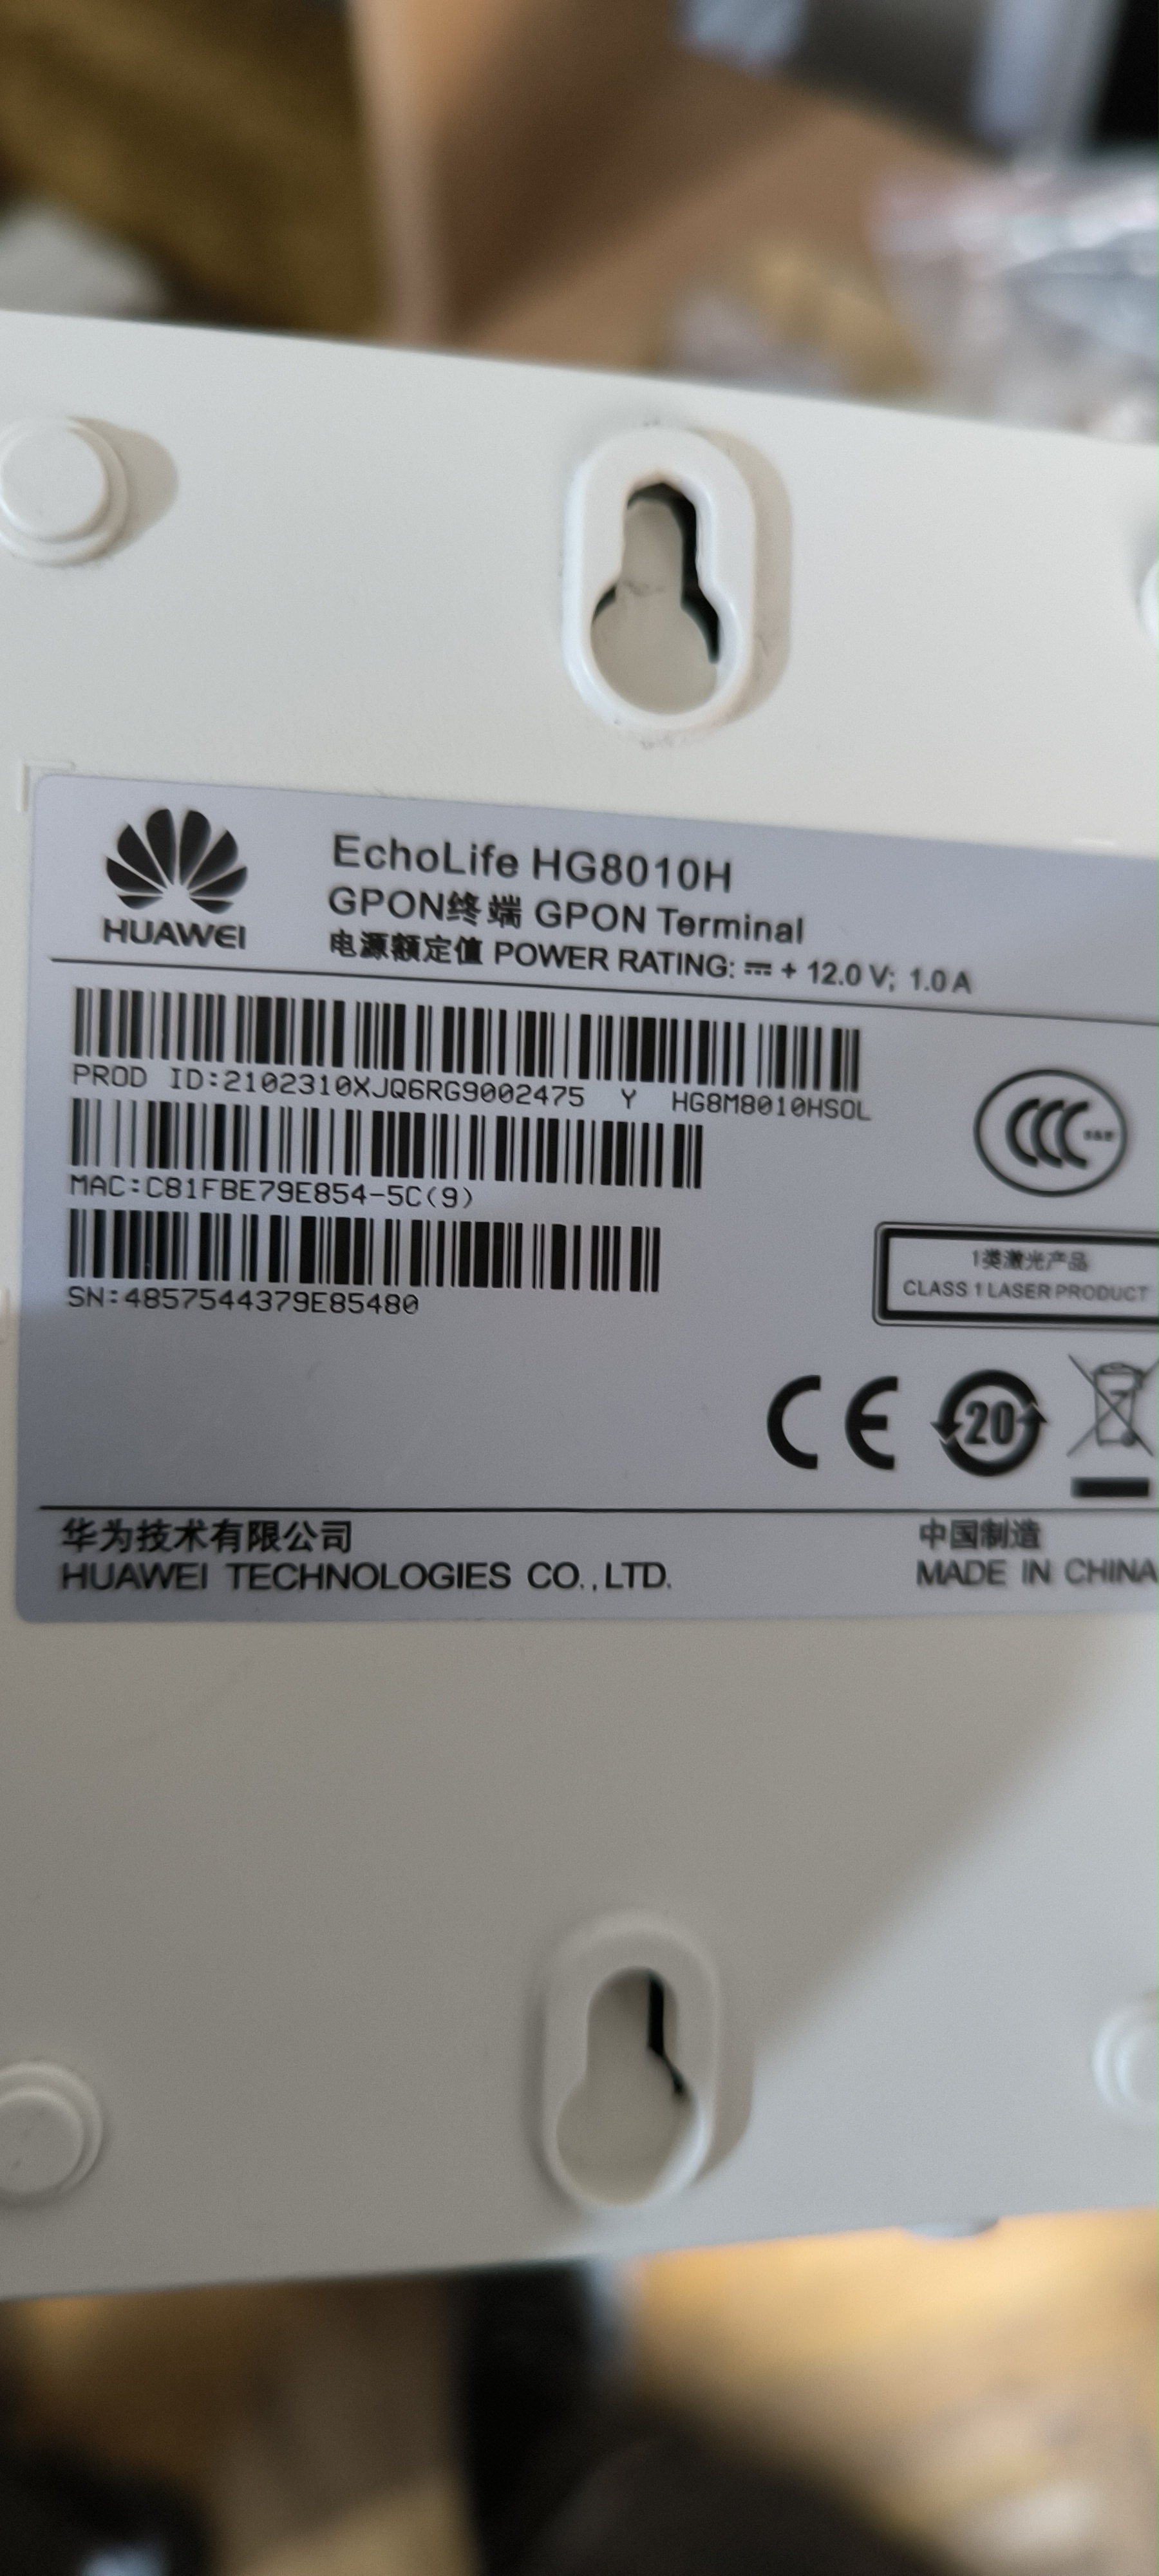 HUAWEI
EchoLife HG8010H
GPON终端 GPON Terminal
电源额定值 POWER RATING: ⎓ + 12.0 V; 1.0 A
PROD ID:2102310XJQ6RG9002475 Y HG8M8010HSOL
MAC:C81FBE79E854-5C(9)
SN:4857544379E85480
CCC
1类激光产品
CLASS 1 LASER PRODUCT
CE
20
华为技术有限公司
HUAWEI TECHNOLOGIES CO.,LTD.
中国制造
MADE IN CHINA